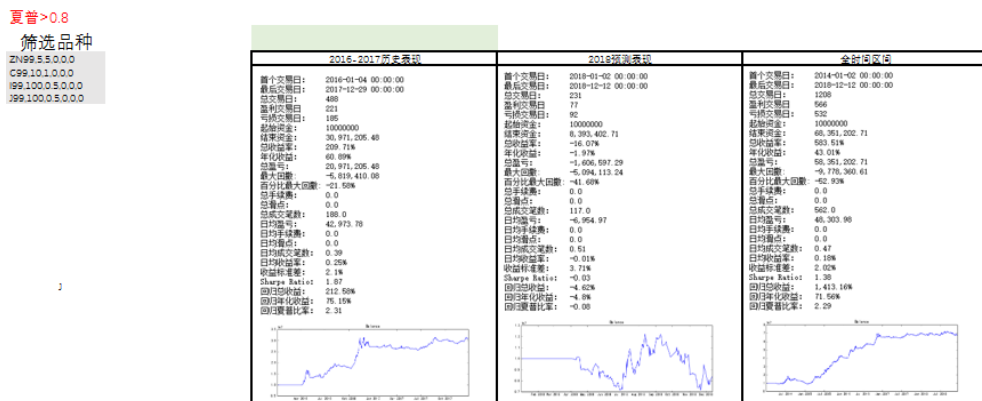 夏普>0.8
筛选品种
ZN99,5,5,0,0,0
C99,10,1,0,0,0
I99,100,0.5,0,0,0
J99,100,0.5,0,0,0
J
2016-2017历史表现
首个交易日: 2016-01-04 00:00:00
最后交易日: 2017-12-29 00:00:00
总交易日: 488
盈利交易日 221
亏损交易日: 185
起始资金: 10000000
结束资金: 30,971,205.48
总收益率: 209.71%
年化收益: 60.89%
总盈亏: 20,971,205.48
最大回撤: -5,819,410.08
百分比最大回撤: -21.58%
总手续费: 0.0
总滑点: 0.0
总成交笔数: 188.0
日均盈亏: 42,973.78
日均手续费: 0.0
日均滑点: 0.0
日均成交笔数: 0.39
日均收益率: 0.25%
收益标准差: 2.1%
Sharpe Ratio: 1.87
回归总收益: 212.58%
回归年化收益: 75.15%
回归夏普比率: 2.31
Balance
2018预测表现
首个交易日: 2018-01-02 00:00:00
最后交易日: 2018-12-12 00:00:00
总交易日: 231
盈利交易日 77
亏损交易日: 92
起始资金: 10000000
结束资金: 8,393,402.71
总收益率: -16.07%
年化收益: -1.97%
总盈亏: -1,606,597.29
最大回撤: -5,094,113.24
百分比最大回撤: -41.68%
总手续费: 0.0
总滑点: 0.0
总成交笔数: 117.0
日均盈亏: -6,954.97
日均手续费: 0.0
日均滑点: 0.0
日均成交笔数: 0.51
日均收益率: -0.01%
收益标准差: 3.71%
Sharpe Ratio: -0.03
回归总收益: -4.62%
回归年化收益: -4.8%
回归夏普比率: -0.08
Balance
全时间区间
首个交易日: 2014-01-02 00:00:00
最后交易日: 2018-12-12 00:00:00
总交易日: 1208
盈利交易日 566
亏损交易日: 532
起始资金: 10000000
结束资金: 68,351,202.71
总收益率: 583.51%
年化收益: 43.01%
总盈亏: 58,351,202.71
最大回撤: -9,778,360.61
百分比最大回撤: -52.93%
总手续费: 0.0
总滑点: 0.0
总成交笔数: 562.0
日均盈亏: 48,303.98
日均手续费: 0.0
日均滑点: 0.0
日均成交笔数: 0.47
日均收益率: 0.18%
收益标准差: 2.02%
Sharpe Ratio: 1.38
回归总收益: 1,413.16%
回归年化收益: 71.56%
回归夏普比率: 2.29
Balance